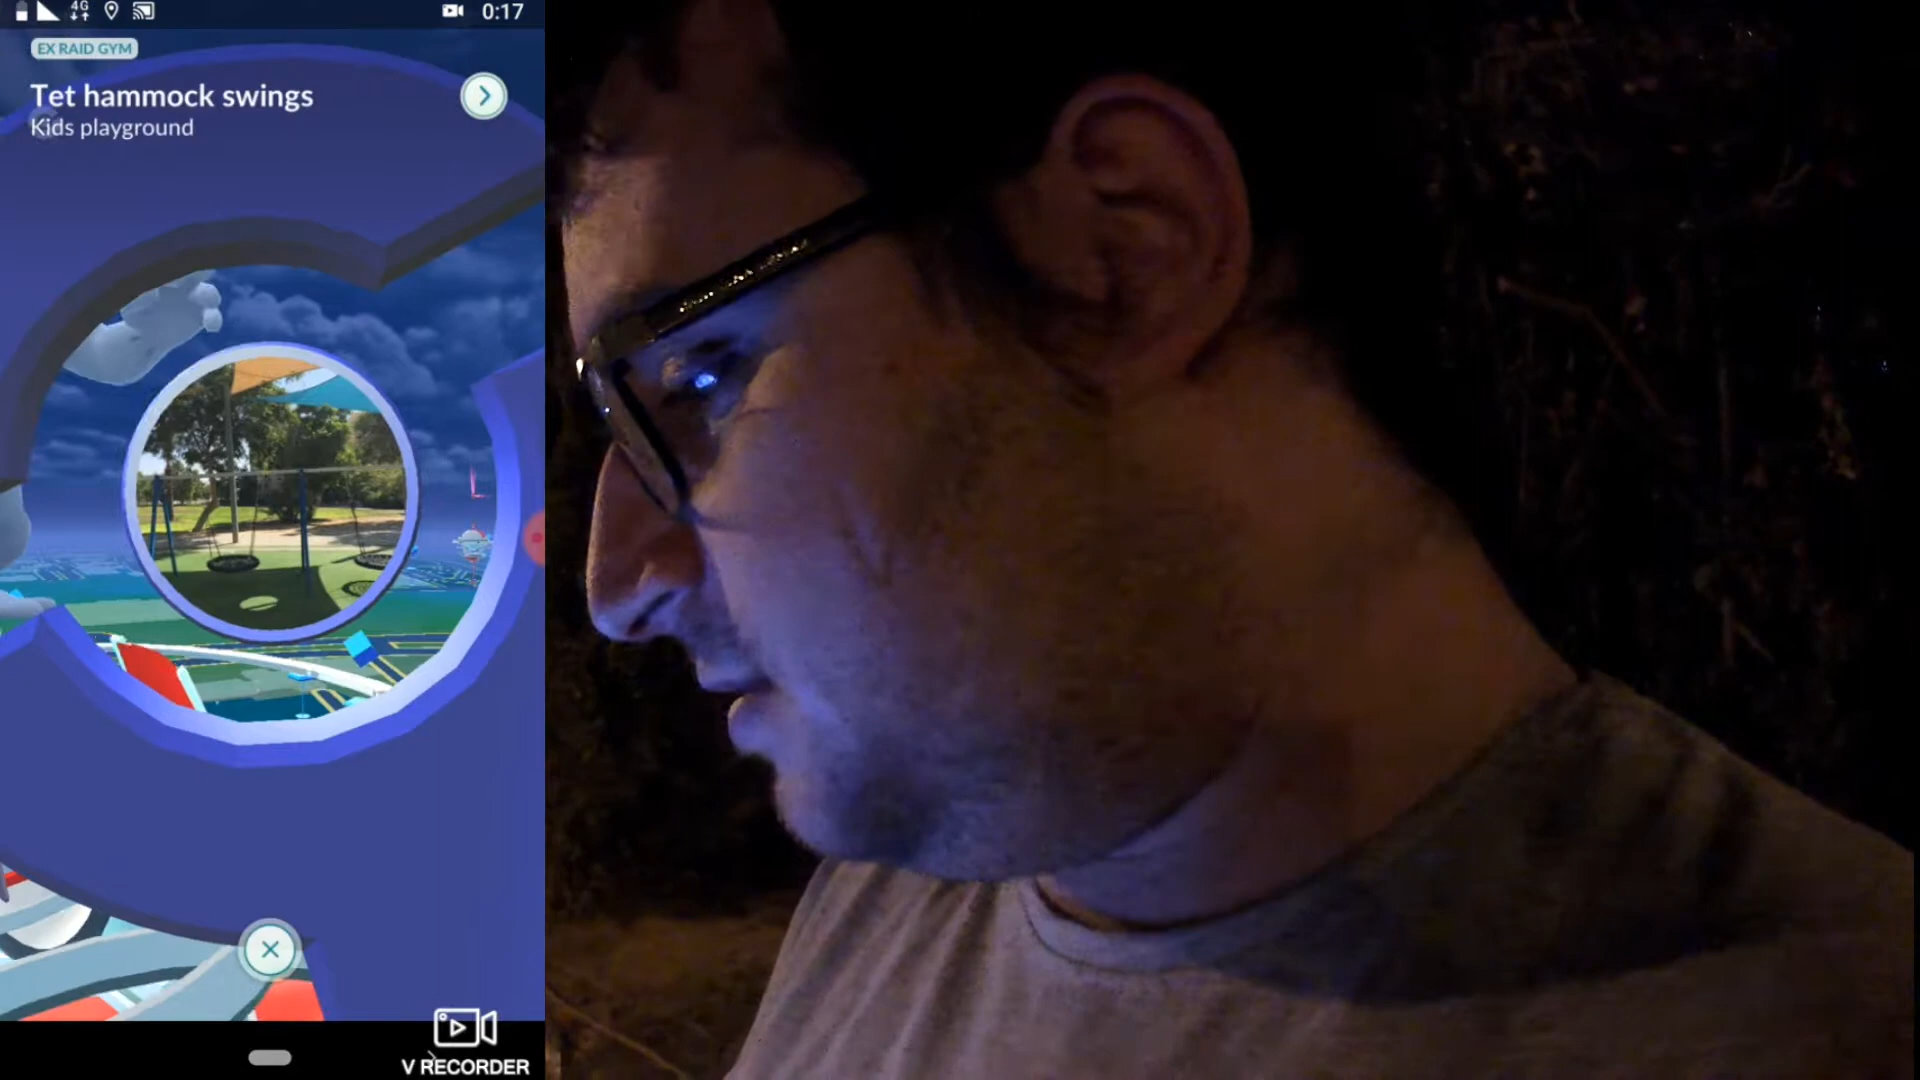 4G
0:17
EX RAID GYM
Tet hammock swings
Kids playground
V RECORDER